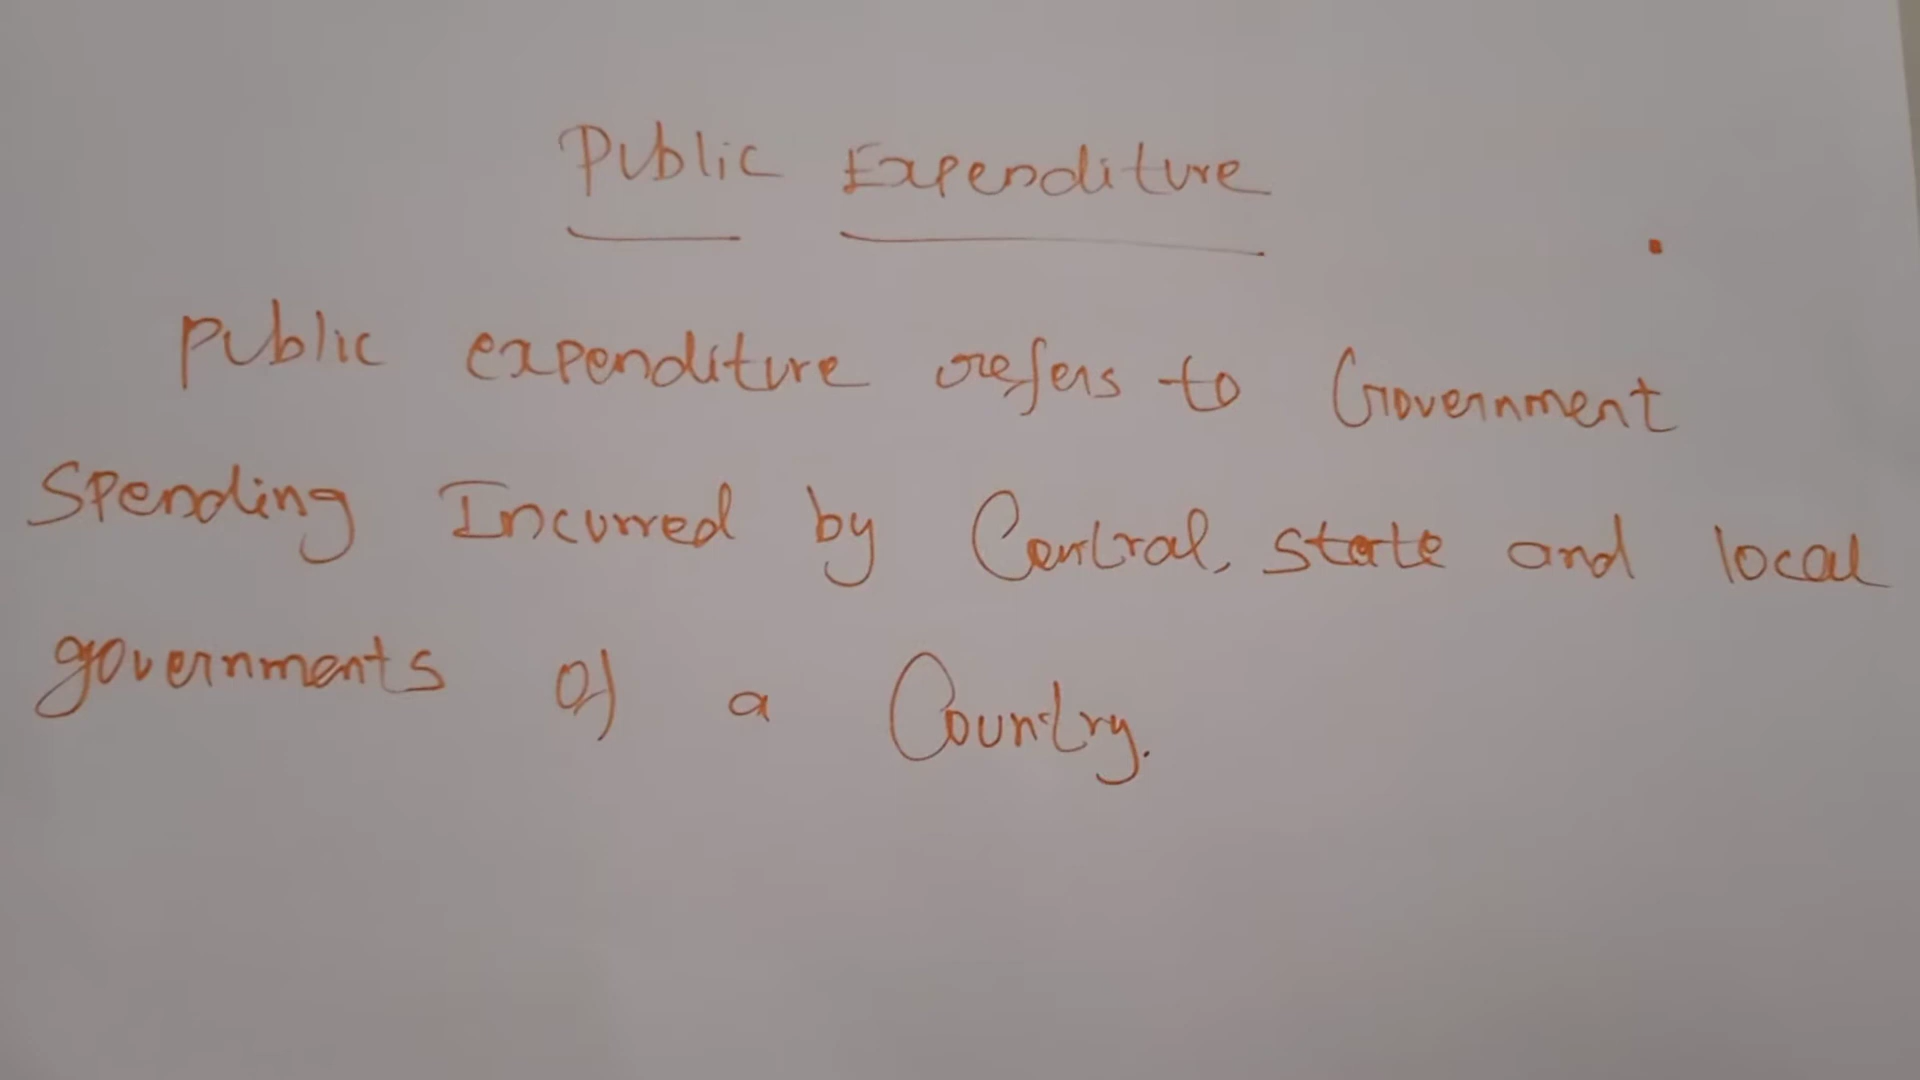 Public Expenditure
Public expenditure refers to Government
Spending Incurred by Central, state and local
governments of a Country.